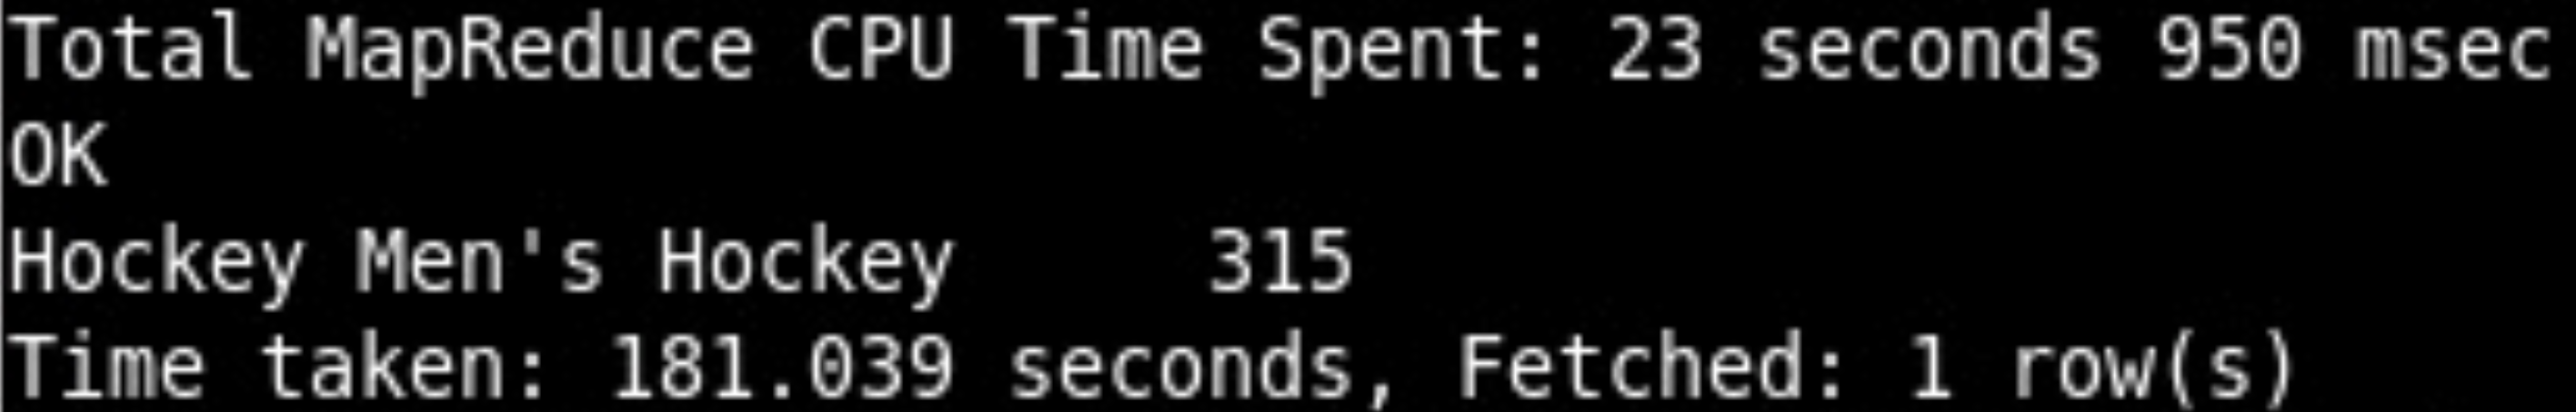 Total MapReduce CPU Time Spent: 23 seconds 950 msec
OK
Hockey Men's Hockey    315
Time taken: 181.039 seconds, Fetched: 1 row(s)